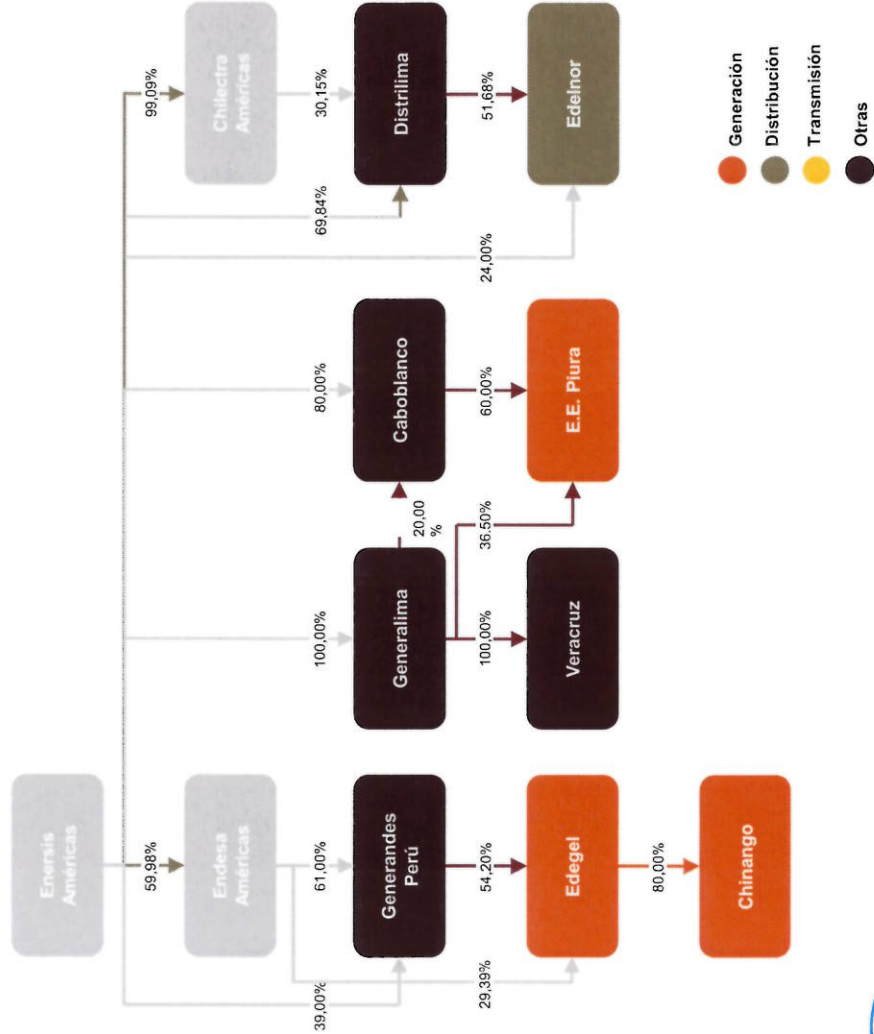 Enersis
Américas
59,98%
99,09%
Endesa
Américas
Chilectra
Américas
39,00%
61,00%
100,00%
80,00%
69,84%
30,15%
Generandes
Perú
Generalima
20,00
%
Caboblanco
Distrilima
29,39%
54,20%
100,00%
36.50%
60,00%
24,00%
51,68%
Edegel
Veracruz
E.E. Piura
Edelnor
80,00%
Chinango
Generación
Distribución
Transmisión
Otras